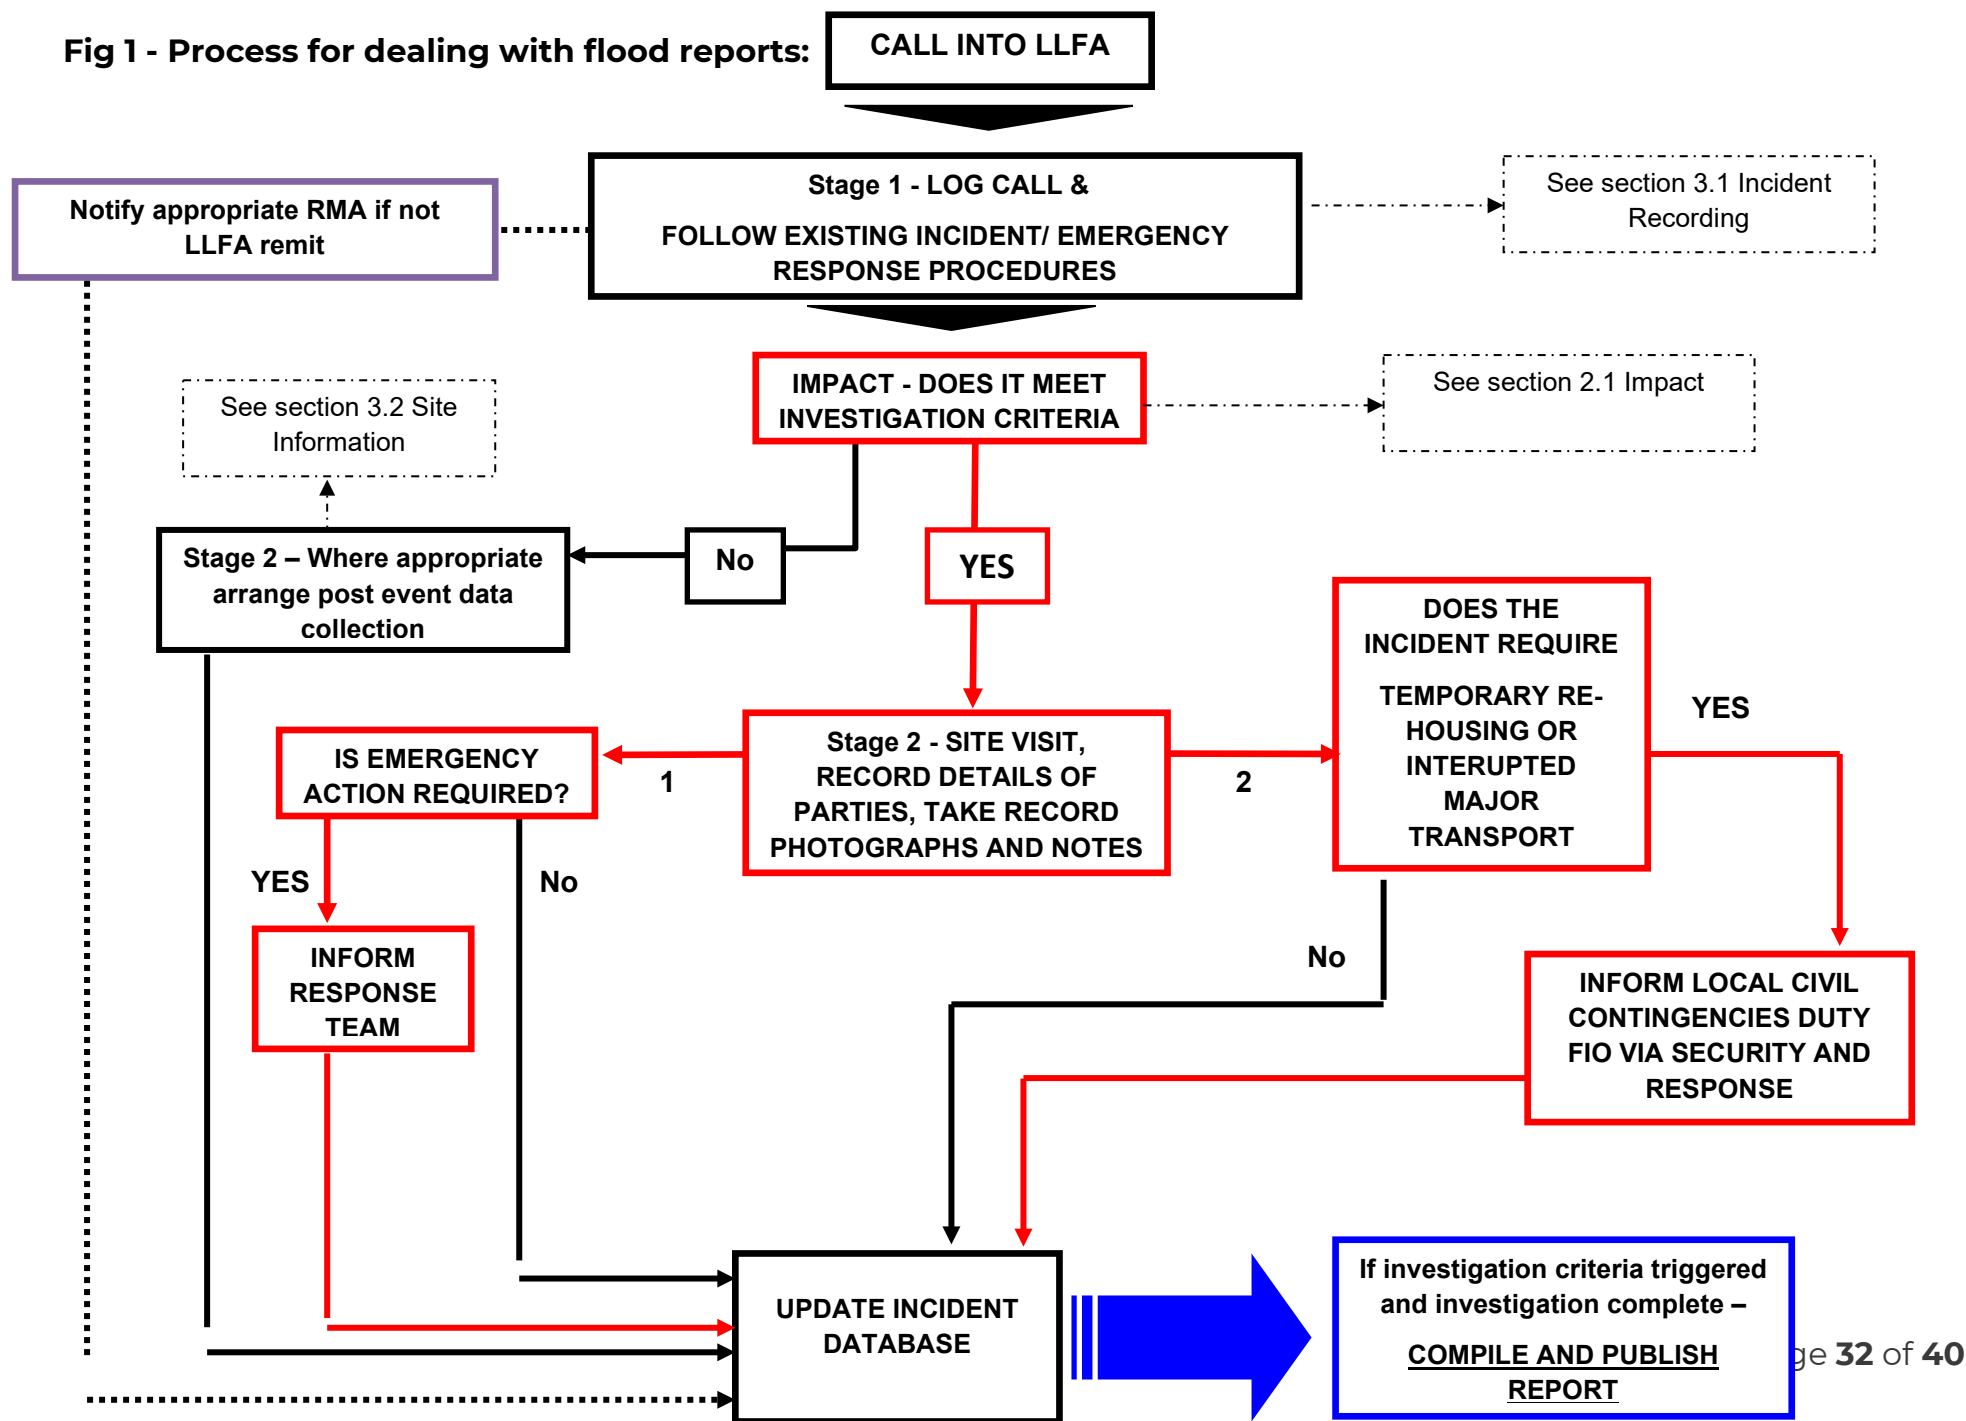 Fig 1 - Process for dealing with flood reports:
CALL INTO LLFA
Stage 1 - LOG CALL &
FOLLOW EXISTING INCIDENT/ EMERGENCY
RESPONSE PROCEDURES
Notify appropriate RMA if not
LLFA remit
See section 3.1 Incident
Recording
IMPACT - DOES IT MEET
INVESTIGATION CRITERIA
See section 2.1 Impact
See section 3.2 Site
Information
Stage 2 – Where appropriate
arrange post event data
collection
No
YES
DOES THE
INCIDENT REQUIRE
TEMPORARY RE-
HOUSING OR
INTERUPTED
MAJOR
TRANSPORT
YES
IS EMERGENCY
ACTION REQUIRED?
1
Stage 2 - SITE VISIT,
RECORD DETAILS OF
PARTIES, TAKE RECORD
PHOTOGRAPHS AND NOTES
2
YES
No
No
INFORM
RESPONSE
TEAM
INFORM LOCAL CIVIL
CONTINGENCIES DUTY
FIO VIA SECURITY AND
RESPONSE
UPDATE INCIDENT
DATABASE
If investigation criteria triggered
and investigation complete –
COMPILE AND PUBLISH
REPORT
ge 32 of 40